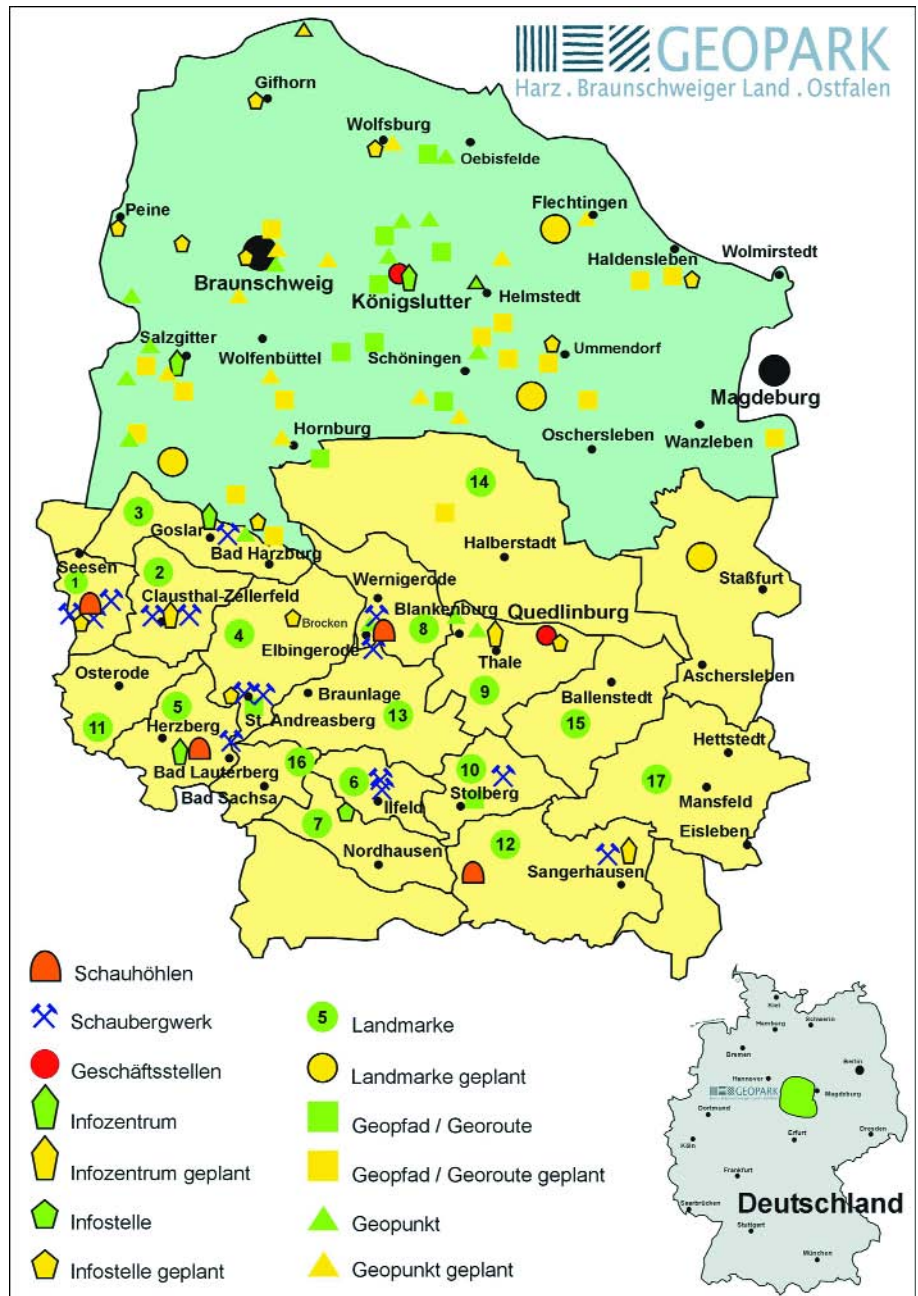 GEOPARK
Harz . Braunschweiger Land . Ostfalen
Gifhorn
Wolfsburg
Oebisfelde
Peine
Flechtingen
Haldensleben
Wolmirstedt
Braunschweig
Königslutter
Helmstedt
Salzgitter
Wolfenbüttel
Schöningen
Ummendorf
Magdeburg
Hornburg
Oschersleben
Wanzleben
14
3
Goslar
Bad Harzburg
Halberstadt
Seesen
1
2
Clausthal-Zellerfeld
Wernigerode
Staßfurt
4
Brocken
Blankenburg
8
Quedlinburg
Elbingerode
Thale
Osterode
Braunlage
9
Ballenstedt
Aschersleben
5
St. Andreasberg
13
15
11
Herzberg
Hettstedt
Bad Lauterberg
16
6
10
17
Bad Sachsa
Ilfeld
Stolberg
Mansfeld
7
12
Eisleben
Nordhausen
Sangerhausen
Schauhöhlen
Schaubergwerk
Geschäftsstellen
Infozentrum
Infozentrum geplant
Infostelle
Infostelle geplant
5 Landmarke
Landmarke geplant
Geopfad / Georoute
Geopfad / Georoute geplant
Geopunkt
Geopunkt geplant
Kiel
Hamburg
Schwerin
Bremen
Berlin
Hannover
GEOPARK
Magdeburg
Dortmund
Köln
Erfurt
Dresden
Frankfurt
Saarbrücken
Deutschland
Stuttgart
München